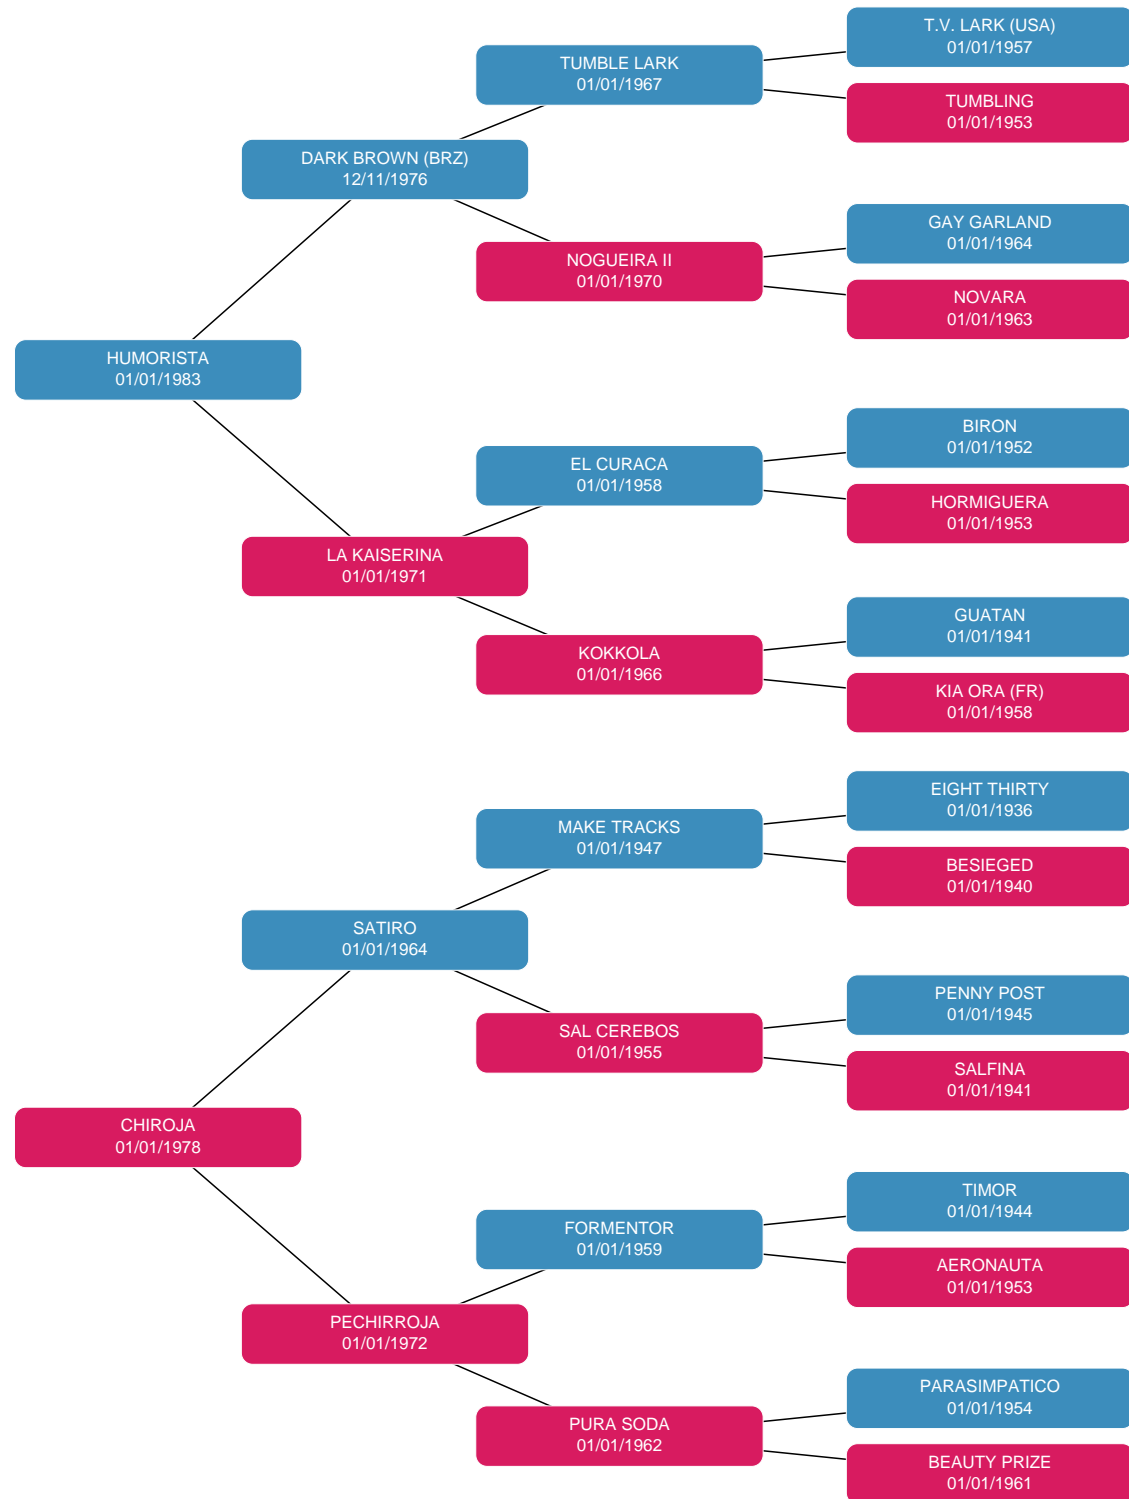 T.V. LARK (USA)
01/01/1957
TUMBLE LARK
01/01/1967
TUMBLING
01/01/1953
DARK BROWN (BRZ)
12/11/1976
GAY GARLAND
01/01/1964
NOGUEIRA II
01/01/1970
NOVARA
01/01/1963
HUMORISTA
01/01/1983
BIRON
01/01/1952
EL CURACA
01/01/1958
HORMIGUERA
01/01/1953
LA KAISERINA
01/01/1971
GUATAN
01/01/1941
KOKKOLA
01/01/1966
KIA ORA (FR)
01/01/1958
EIGHT THIRTY
01/01/1936
MAKE TRACKS
01/01/1947
BESIEGED
01/01/1940
SATIRO
01/01/1964
PENNY POST
01/01/1945
SAL CEREBOS
01/01/1955
SALFINA
01/01/1941
CHIROJA
01/01/1978
TIMOR
01/01/1944
FORMENTOR
01/01/1959
AERONAUTA
01/01/1953
PECHIRROJA
01/01/1972
PARASIMPATICO
01/01/1954
PURA SODA
01/01/1962
BEAUTY PRIZE
01/01/1961